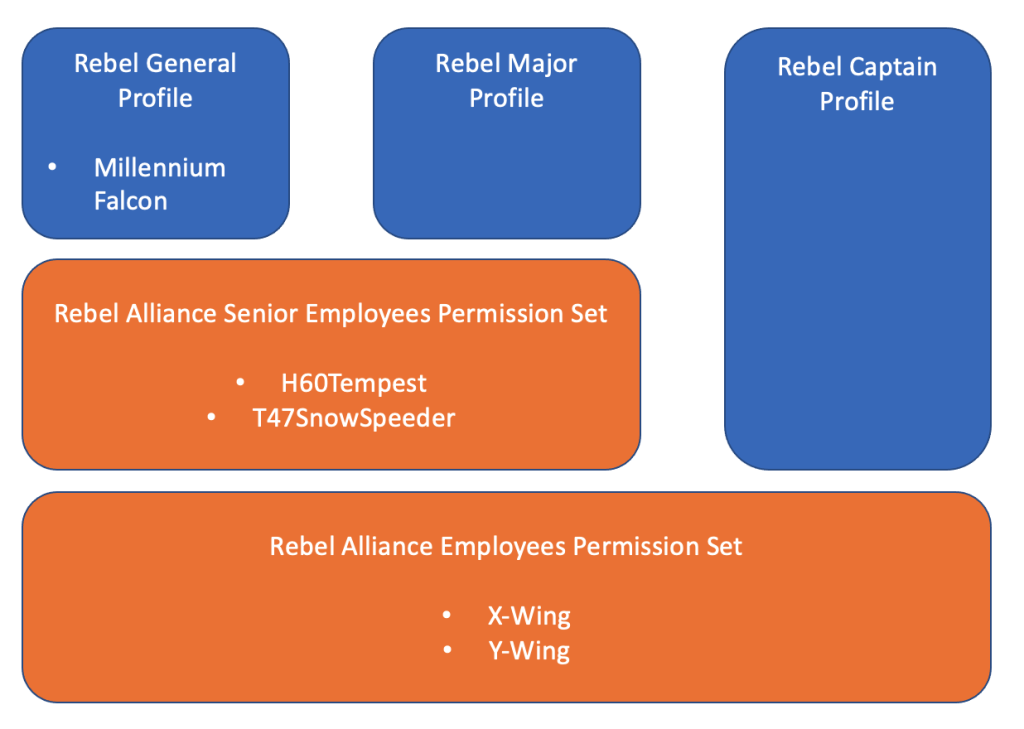 Rebel General
Profile
• Millennium
Falcon
Rebel Major
Profile
Rebel Captain
Profile
Rebel Alliance Senior Employees Permission Set
• H60Tempest
• T47SnowSpeeder
Rebel Alliance Employees Permission Set
• X-Wing
• Y-Wing